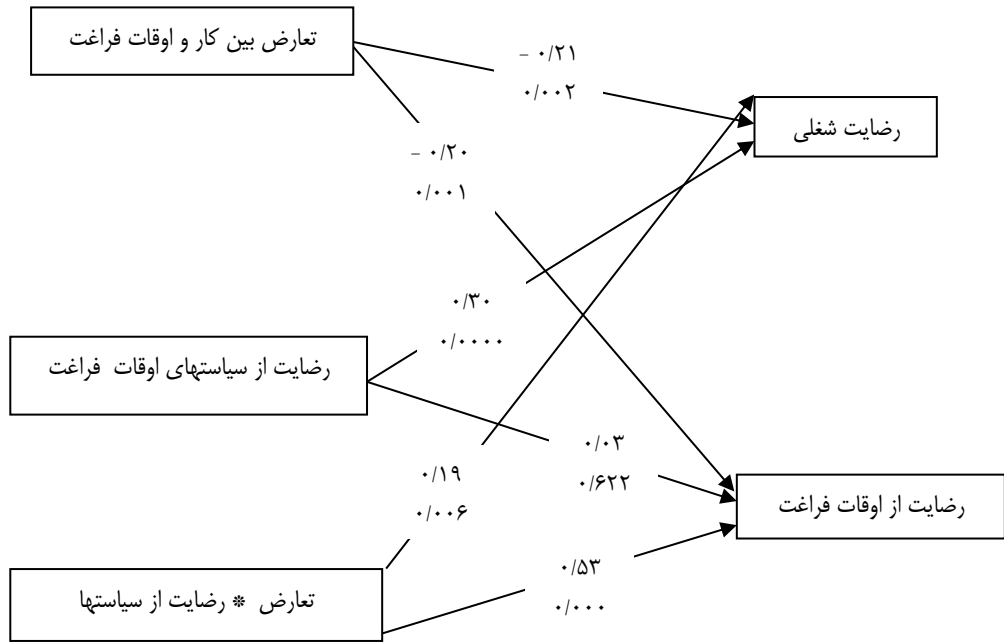 تعارض بین کار و اوقات فراغت
– ۰/۲۱
۰/۰۰۲
رضایت شغلی
– ۰/۲۰
۰/۰۰۱
۰/۳۰
۰/۰۰۰۰
رضایت از سیاستهای اوقات فراغت
۰/۰۳
۰/۶۲۲
۰/۱۹
۰/۰۰۶
رضایت از اوقات فراغت
۰/۵۳
۰/۰۰۰
تعارض * رضایت از سیاستها